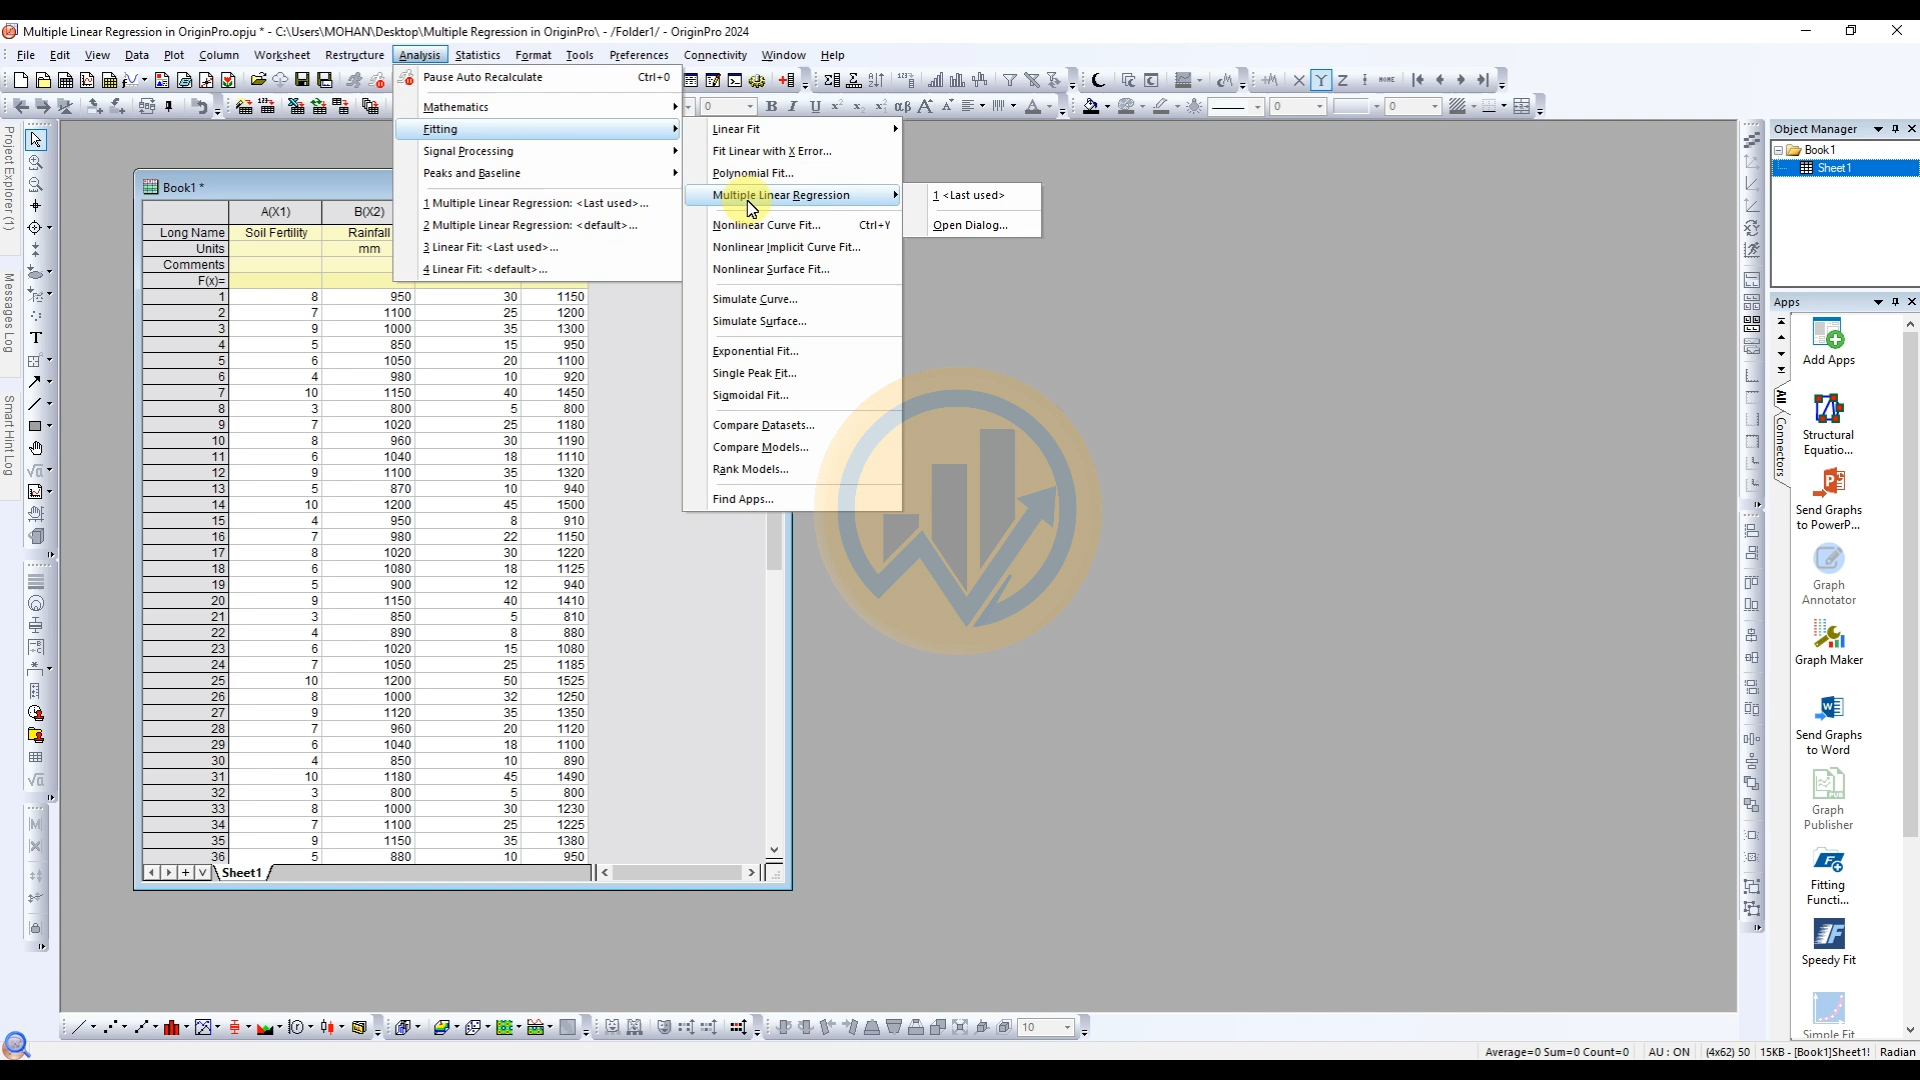 Multiple Linear Regression in OriginPro.opju * - C:\Users\MOHAN\Desktop\Multiple Regression in OriginPro\ - /Folder1/ - OriginPro 2024
File Edit View Data Plot Column Worksheet Restructure Analysis Statistics Format Tools Preferences Connectivity Window Help
Pause Auto Recalculate Ctrl+0
Mathematics
Fitting
Signal Processing
Peaks and Baseline
1 Multiple Linear Regression: <Last used>...
2 Multiple Linear Regression: <default>...
3 Linear Fit: <Last used>...
4 Linear Fit: <default>...
Linear Fit
Fit Linear with X Error...
Polynomial Fit...
Multiple Linear Regression
Nonlinear Curve Fit... Ctrl+Y
Nonlinear Implicit Curve Fit...
Nonlinear Surface Fit...
Simulate Curve...
Simulate Surface...
Exponential Fit...
Single Peak Fit...
Sigmoidal Fit...
Compare Datasets...
Compare Models...
Rank Models...
Find Apps...
1 <Last used>
Open Dialog...
Project Explorer (1)
Messages Log
Smart Hint Log
Book1 *
A(X1) B(X2)
Long Name Soil Fertility Rainfall
Units mm
Comments
F(x)=
1 8 950 30 1150
2 7 1100 25 1200
3 9 1000 35 1300
4 5 850 15 950
5 6 1050 20 1100
6 4 980 10 920
7 10 1150 40 1450
8 3 800 5 800
9 7 1020 25 1180
10 8 960 30 1190
11 6 1040 18 1110
12 9 1100 35 1320
13 5 870 10 940
14 10 1200 45 1500
15 4 950 8 910
16 7 980 22 1150
17 8 1020 30 1220
18 6 1080 18 1125
19 5 900 12 940
20 9 1150 40 1410
21 3 850 5 810
22 4 890 8 880
23 6 1020 15 1080
24 7 1050 25 1185
25 10 1200 50 1525
26 8 1000 32 1250
27 9 1120 35 1350
28 7 960 20 1120
29 6 1040 18 1100
30 4 850 10 890
31 10 1180 45 1490
32 3 800 5 800
33 8 1000 30 1230
34 7 1100 25 1225
35 9 1150 35 1380
36 5 880 10 950
Sheet1
Object Manager
Book1
Sheet1
Apps
All
Connectors
Add Apps
Structural
Equatio...
Send Graphs
to PowerP...
Graph
Annotator
Graph Maker
Send Graphs
to Word
Graph
Publisher
Fitting
Functi...
Speedy Fit
Simple Fit
10
Average=0 Sum=0 Count=0 AU : ON (4x62) 50 15KB - [Book1]Sheet1! Radian